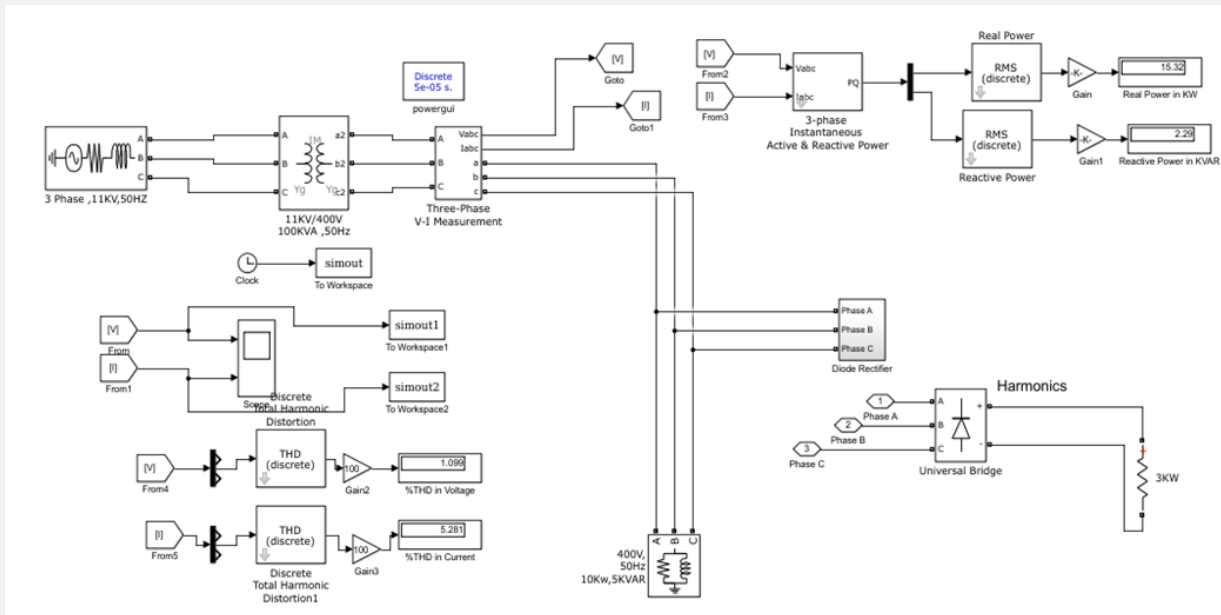 Discrete
5e-05 s.
powergui
A
B
C
3 Phase ,11KV,50HZ
A
B
C
Yg
Yg
a2
b2
c2
11KV/400V
100KVA ,50Hz
A
B
C
Vabc
Iabc
a
b
c
Three-Phase
V-I Measurement
[V]
Goto
[I]
Goto1
[V]
From2
[I]
From3
Vabc
Iabc
PQ
3-phase
Instantaneous
Active & Reactive Power
Real Power
RMS
(discrete)
-K-
Gain
15.32
Real Power in KW
RMS
(discrete)
Reactive Power
-K-
Gain1
2.29
Reactive Power in KVAR
Clock
simout
To Workspace
[V]
From
[I]
From1
Scope
simout1
To Workspace1
simout2
To Workspace2
Discrete
Total Harmonic
Distortion
[V]
From4
THD
(discrete)
100
Gain2
1.099
%THD in Voltage
[I]
From5
THD
(discrete)
100
Gain3
5.281
%THD in Current
Discrete
Total Harmonic
Distortion1
Phase A
Phase B
Phase C
Diode Rectifier
Harmonics
1
Phase A
2
Phase B
3
Phase C
A
B
C
+
-
Universal Bridge
+
3KW
A
B
C
400V,
50Hz
10Kw,5KVAR